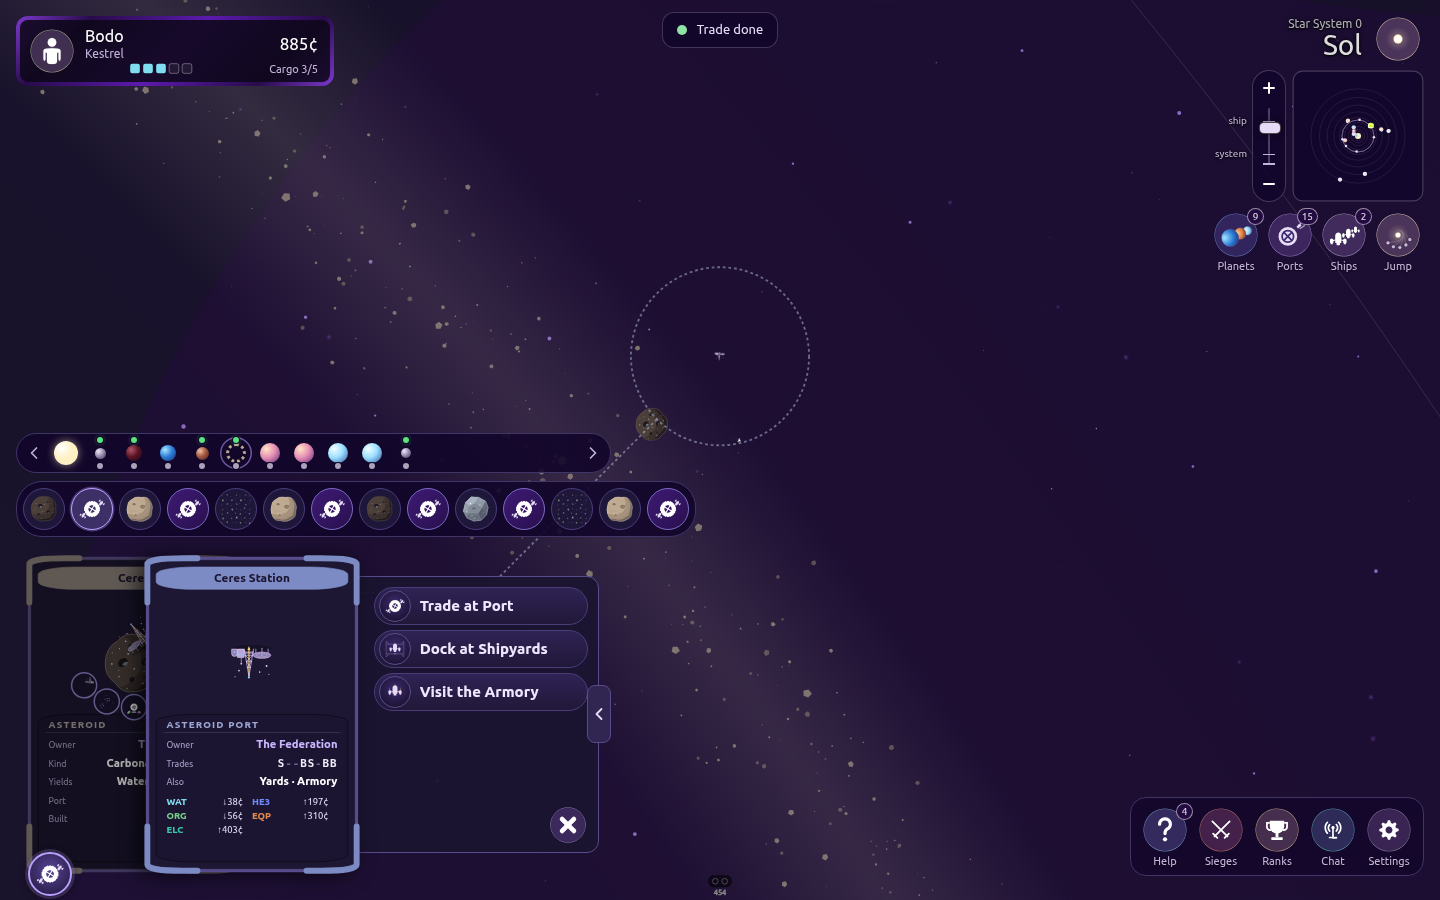 Bodo
Kestrel
885¢
Cargo 3/5
Trade done
Star System 0
Sol
ship
system
9
15
2
Planets
Ports
Ships
Jump
Cere
Ceres Station
ASTEROID
Owner T
Kind Carbon
Yields Wate
Port
Built
ASTEROID PORT
Owner The Federation
Trades S - - B S - B B
Also Yards · Armory
WAT ↓38¢ HE3 ↑197¢
ORG ↓56¢ EQP ↑310¢
ELC ↑403¢
Trade at Port
Dock at Shipyards
Visit the Armory
454
4
Help
Sieges
Ranks
Chat
Settings